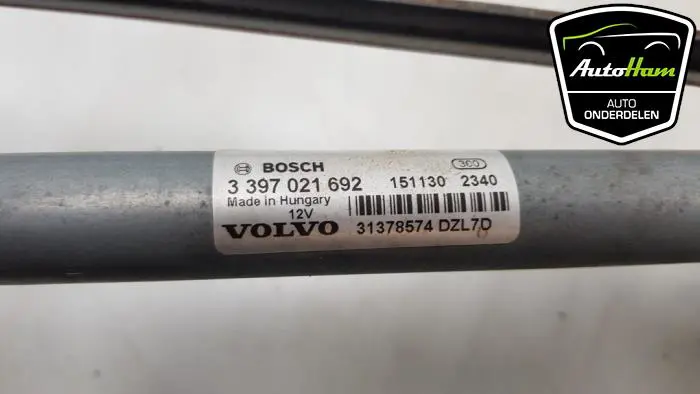 AutoHam
AUTO
ONDERDELEN
BOSCH
360
3 397 021 692 151130 2340
Made in Hungary
12V
VOLVO 31378574 DZL7D